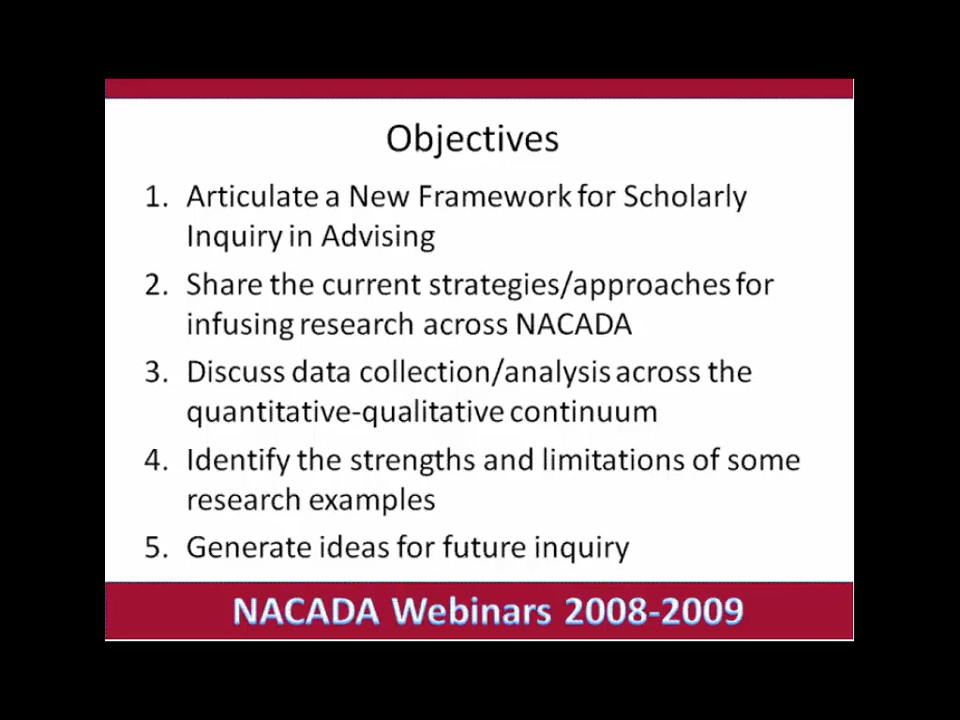 Objectives
1. Articulate a New Framework for Scholarly
Inquiry in Advising
2. Share the current strategies/approaches for
infusing research across NACADA
3. Discuss data collection/analysis across the
quantitative-qualitative continuum
4. Identify the strengths and limitations of some
research examples
5. Generate ideas for future inquiry
NACADA Webinars 2008-2009